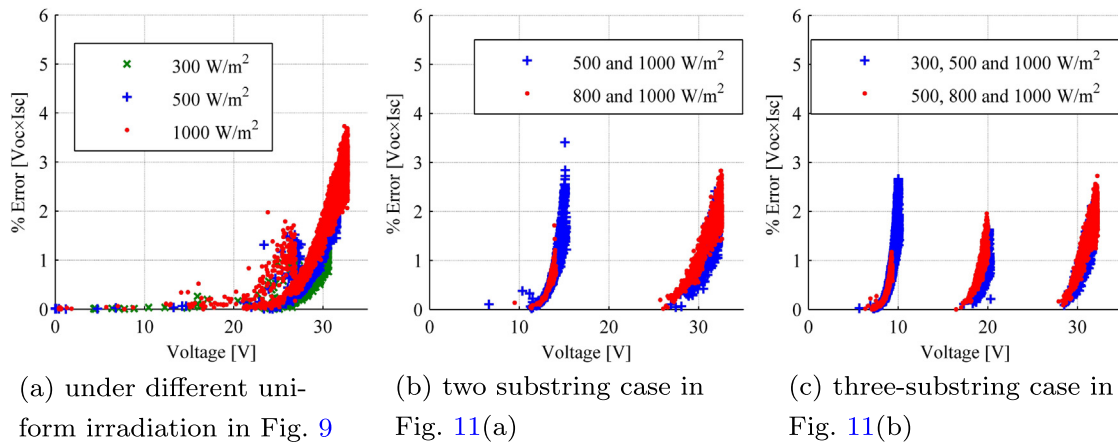 % Error [Voc×Isc]
6
5
4
3
2
1
0
300 W/m²
500 W/m²
1000 W/m²
0 10 20 30
Voltage [V]
(a) under different uni-
form irradiation in Fig. 9
% Error [Voc×Isc]
6
5
4
3
2
1
0
500 and 1000 W/m²
800 and 1000 W/m²
0 10 20 30
Voltage [V]
(b) two substring case in
Fig. 11(a)
% Error [Voc×Isc]
6
5
4
3
2
1
0
300, 500 and 1000 W/m²
500, 800 and 1000 W/m²
0 10 20 30
Voltage [V]
(c) three-substring case in
Fig. 11(b)